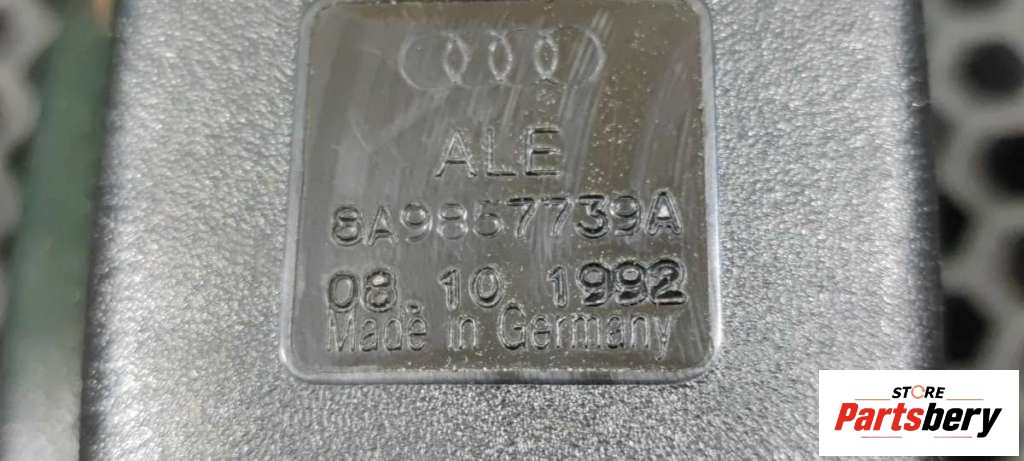 ALE
8A9857739A
08.10.1992
Made in Germany
STORE
Partsbery